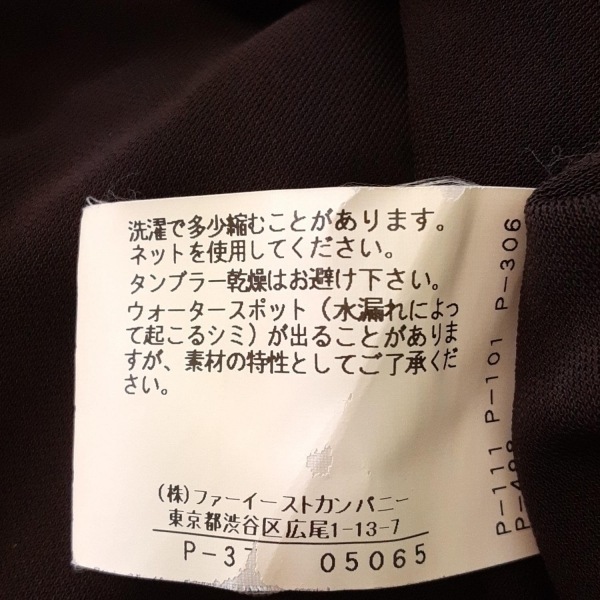 洗濯で多少縮むことがあります。
ネットを使用してください。
タンブラー乾燥はお避け下さい。
ウォータースポット（水漏れによっ
て起こるシミ）が出ることがありま
すが、素材の特性としてご了承くだ
さい。
(株)ファーイーストカンパニー
東京都渋谷区広尾1-13-7
P-37 05065
P-111 P-101 P-306